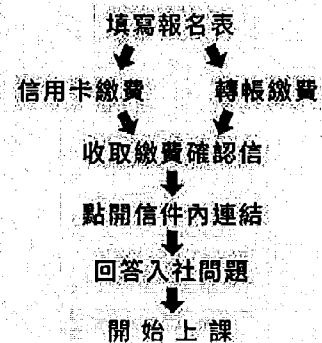 填寫報名表
信用卡繳費 轉帳繳費
收取繳費確認信
點開信件內連結
回答入社問題
開始上課